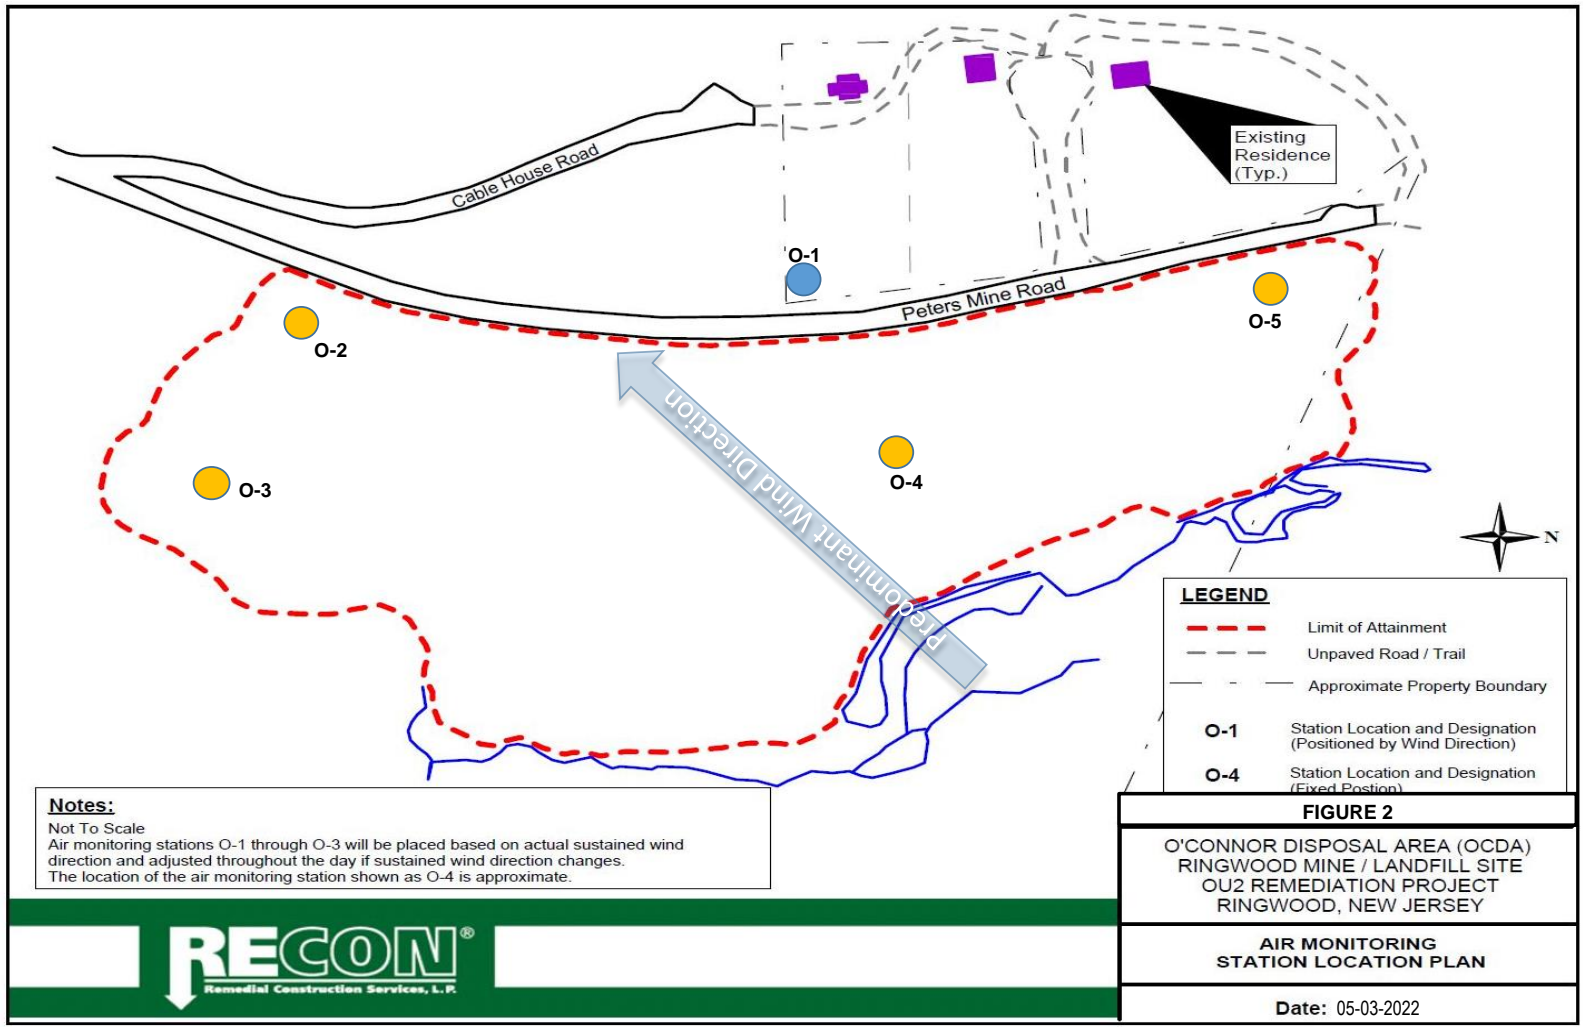 Cable House Road
Existing
Residence
(Typ.)
O-1
Peters Mine Road
O-5
O-2
Predominant Wind Direction
O-4
O-3
N
LEGEND
Limit of Attainment
Unpaved Road / Trail
Approximate Property Boundary
O-1 Station Location and Designation
(Positioned by Wind Direction)
O-4 Station Location and Designation
(Fixed Postion)
Notes:
Not To Scale
Air monitoring stations O-1 through O-3 will be placed based on actual sustained wind
direction and adjusted throughout the day if sustained wind direction changes.
The location of the air monitoring station shown as O-4 is approximate.
FIGURE 2
O'CONNOR DISPOSAL AREA (OCDA)
RINGWOOD MINE / LANDFILL SITE
OU2 REMEDIATION PROJECT
RINGWOOD, NEW JERSEY
AIR MONITORING
STATION LOCATION PLAN
Date: 05-03-2022
RECON®
Remedial Construction Services, L.P.